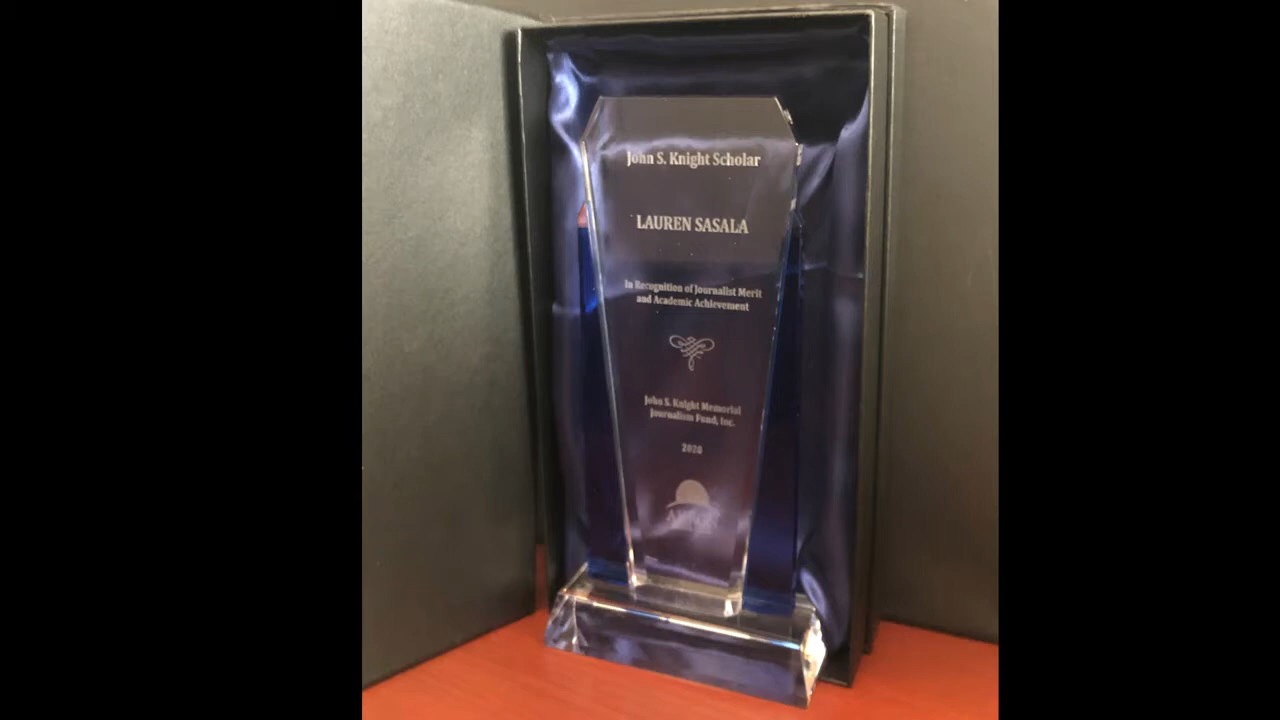 John S. Knight Scholar
LAUREN SASALA
In Recognition of Journalist Merit
and Academic Achievement
John S. Knight Memorial
Journalism Fund, Inc.
2020